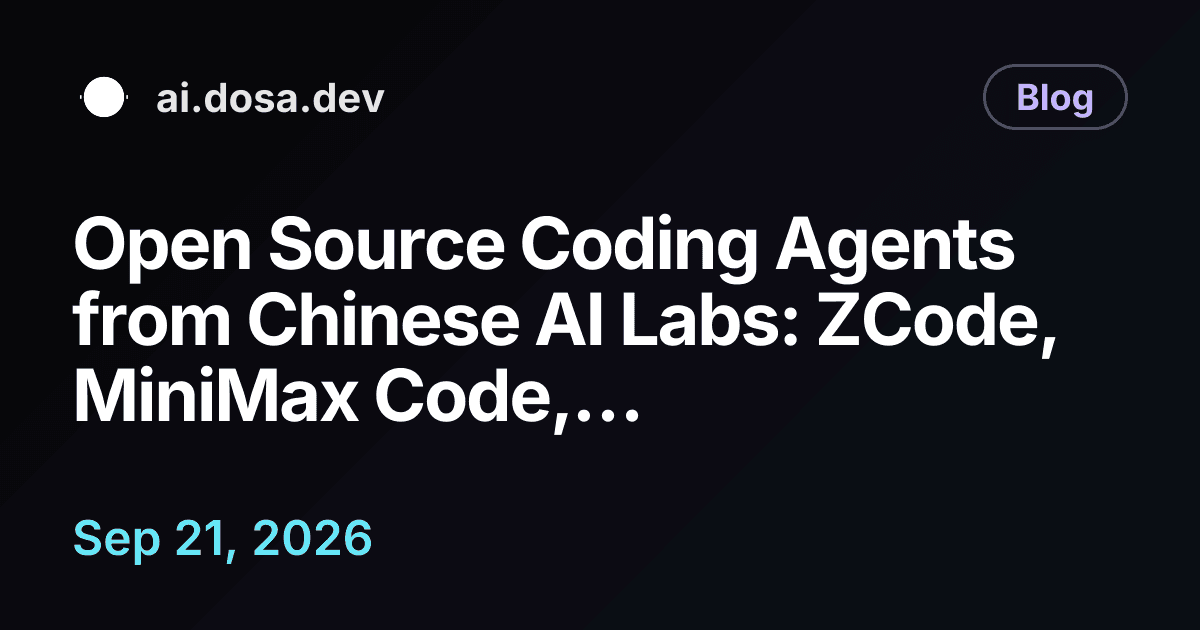 ai.dosa.dev
Blog
Open Source Coding Agents
from Chinese AI Labs: ZCode,
MiniMax Code,…
Sep 21, 2026